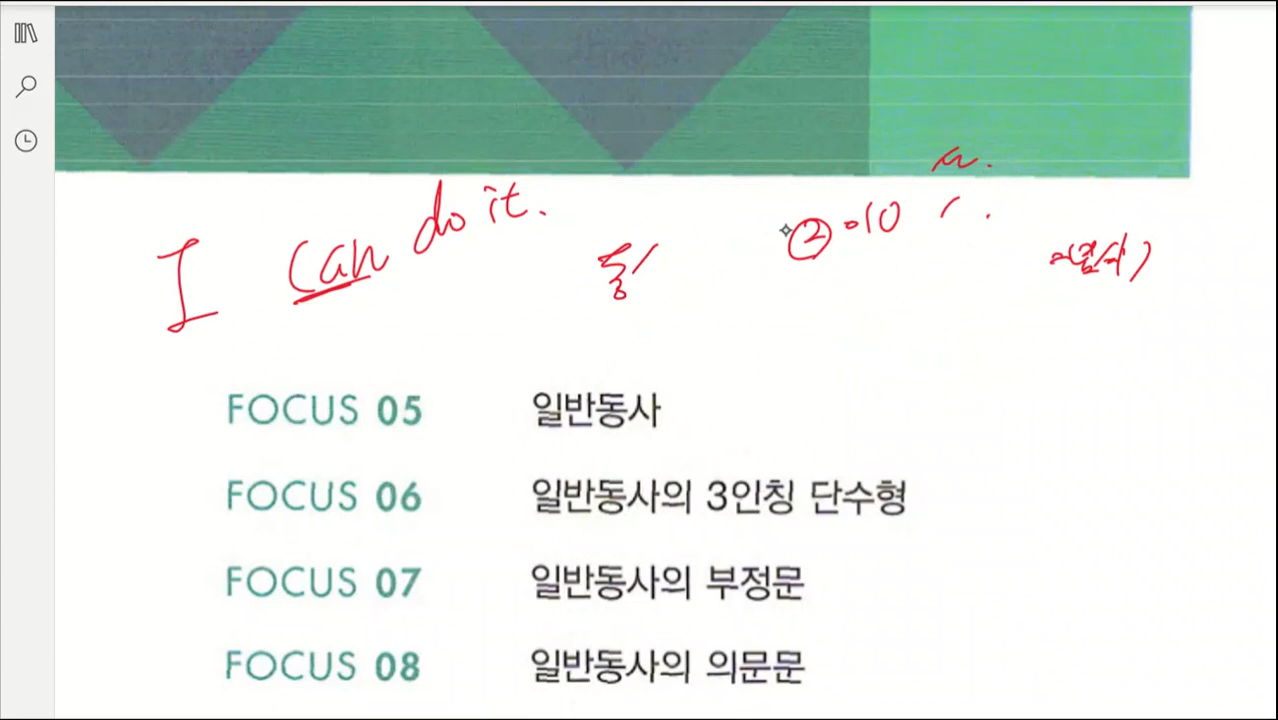 I can do it.
②
FOCUS 05 일반동사
FOCUS 06 일반동사의 3인칭 단수형
FOCUS 07 일반동사의 부정문
FOCUS 08 일반동사의 의문문